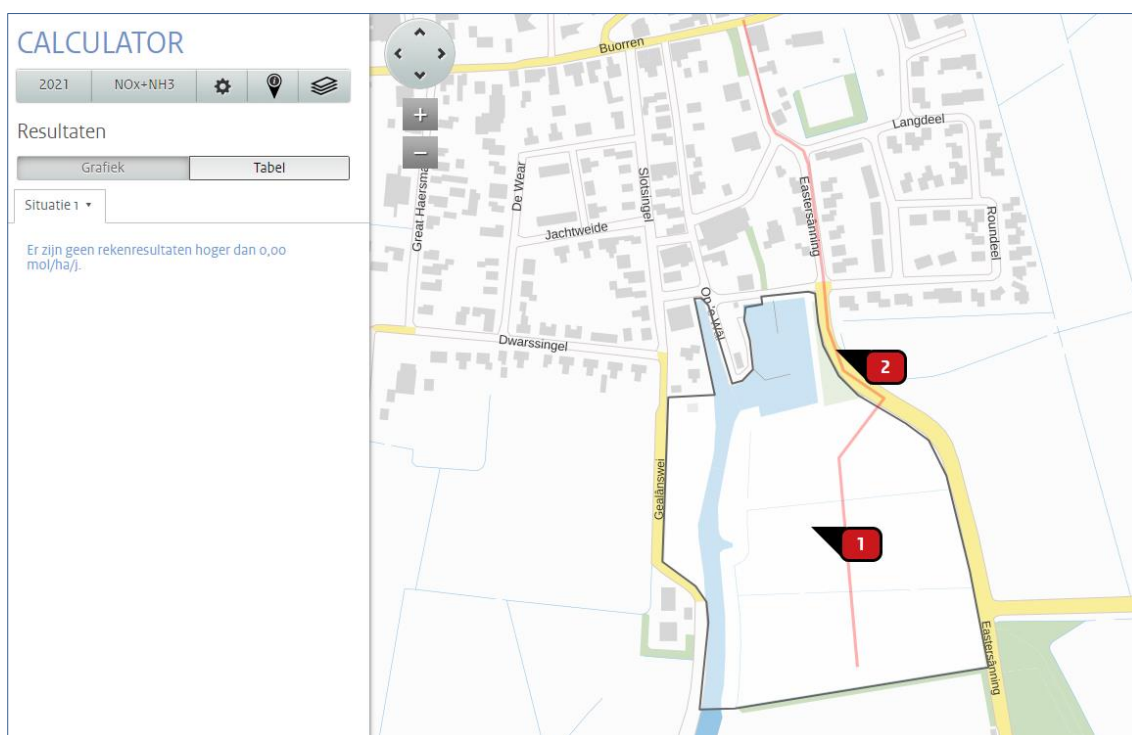 CALCULATOR
2021 NOx+NH3
Resultaten
Grafiek Tabel
Situatie 1
Er zijn geen rekenresultaten hoger dan 0,00
mol/ha/j.
Buorren
Langdeel
Great Haersma
De Wear
Slotsingel
Eastersânning
Roundeel
Jachtweide
Op 'e Wâl
Dwarssingel
2
Gealânswei
1
Eastersânning